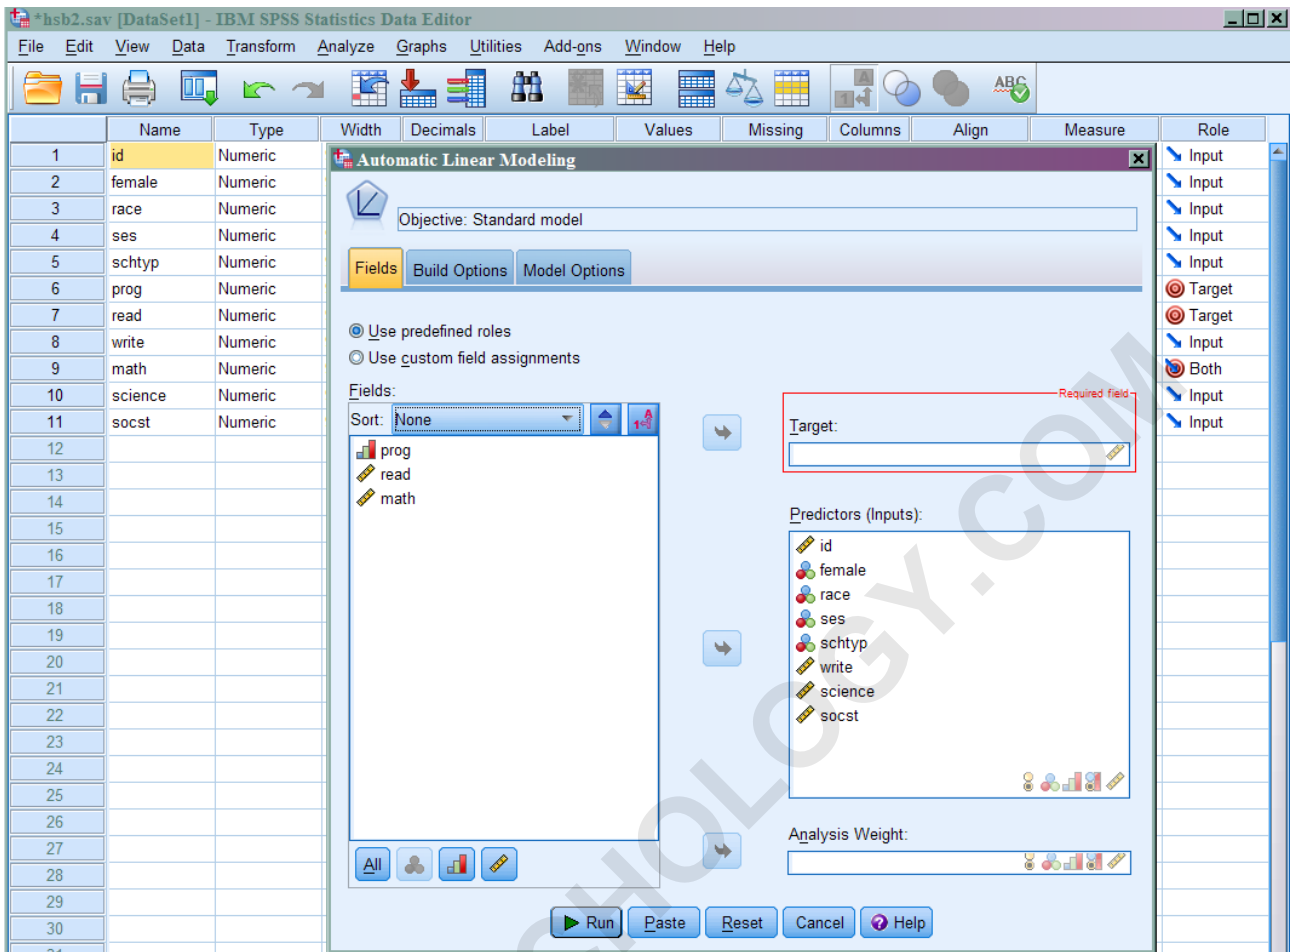 *hsb2.sav [DataSet1] - IBM SPSS Statistics Data Editor
File Edit View Data Transform Analyze Graphs Utilities Add-ons Window Help
Name Type Width Decimals Label Values Missing Columns Align Measure Role
1 id Numeric Input
2 female Numeric Input
3 race Numeric Input
4 ses Numeric Input
5 schtyp Numeric Input
6 prog Numeric Target
7 read Numeric Target
8 write Numeric Input
9 math Numeric Both
10 science Numeric Input
11 socst Numeric Input
12
13
14
15
16
17
18
19
20
21
22
23
24
25
26
27
28
29
30
Automatic Linear Modeling
Objective: Standard model
Fields Build Options Model Options
Use predefined roles
Use custom field assignments
Fields:
Sort: None
prog
read
math
All
Required field
Target:
Predictors (Inputs):
id
female
race
ses
schtyp
write
science
socst
Analysis Weight:
Run Paste Reset Cancel Help
ABC
CHOLOGY.COM